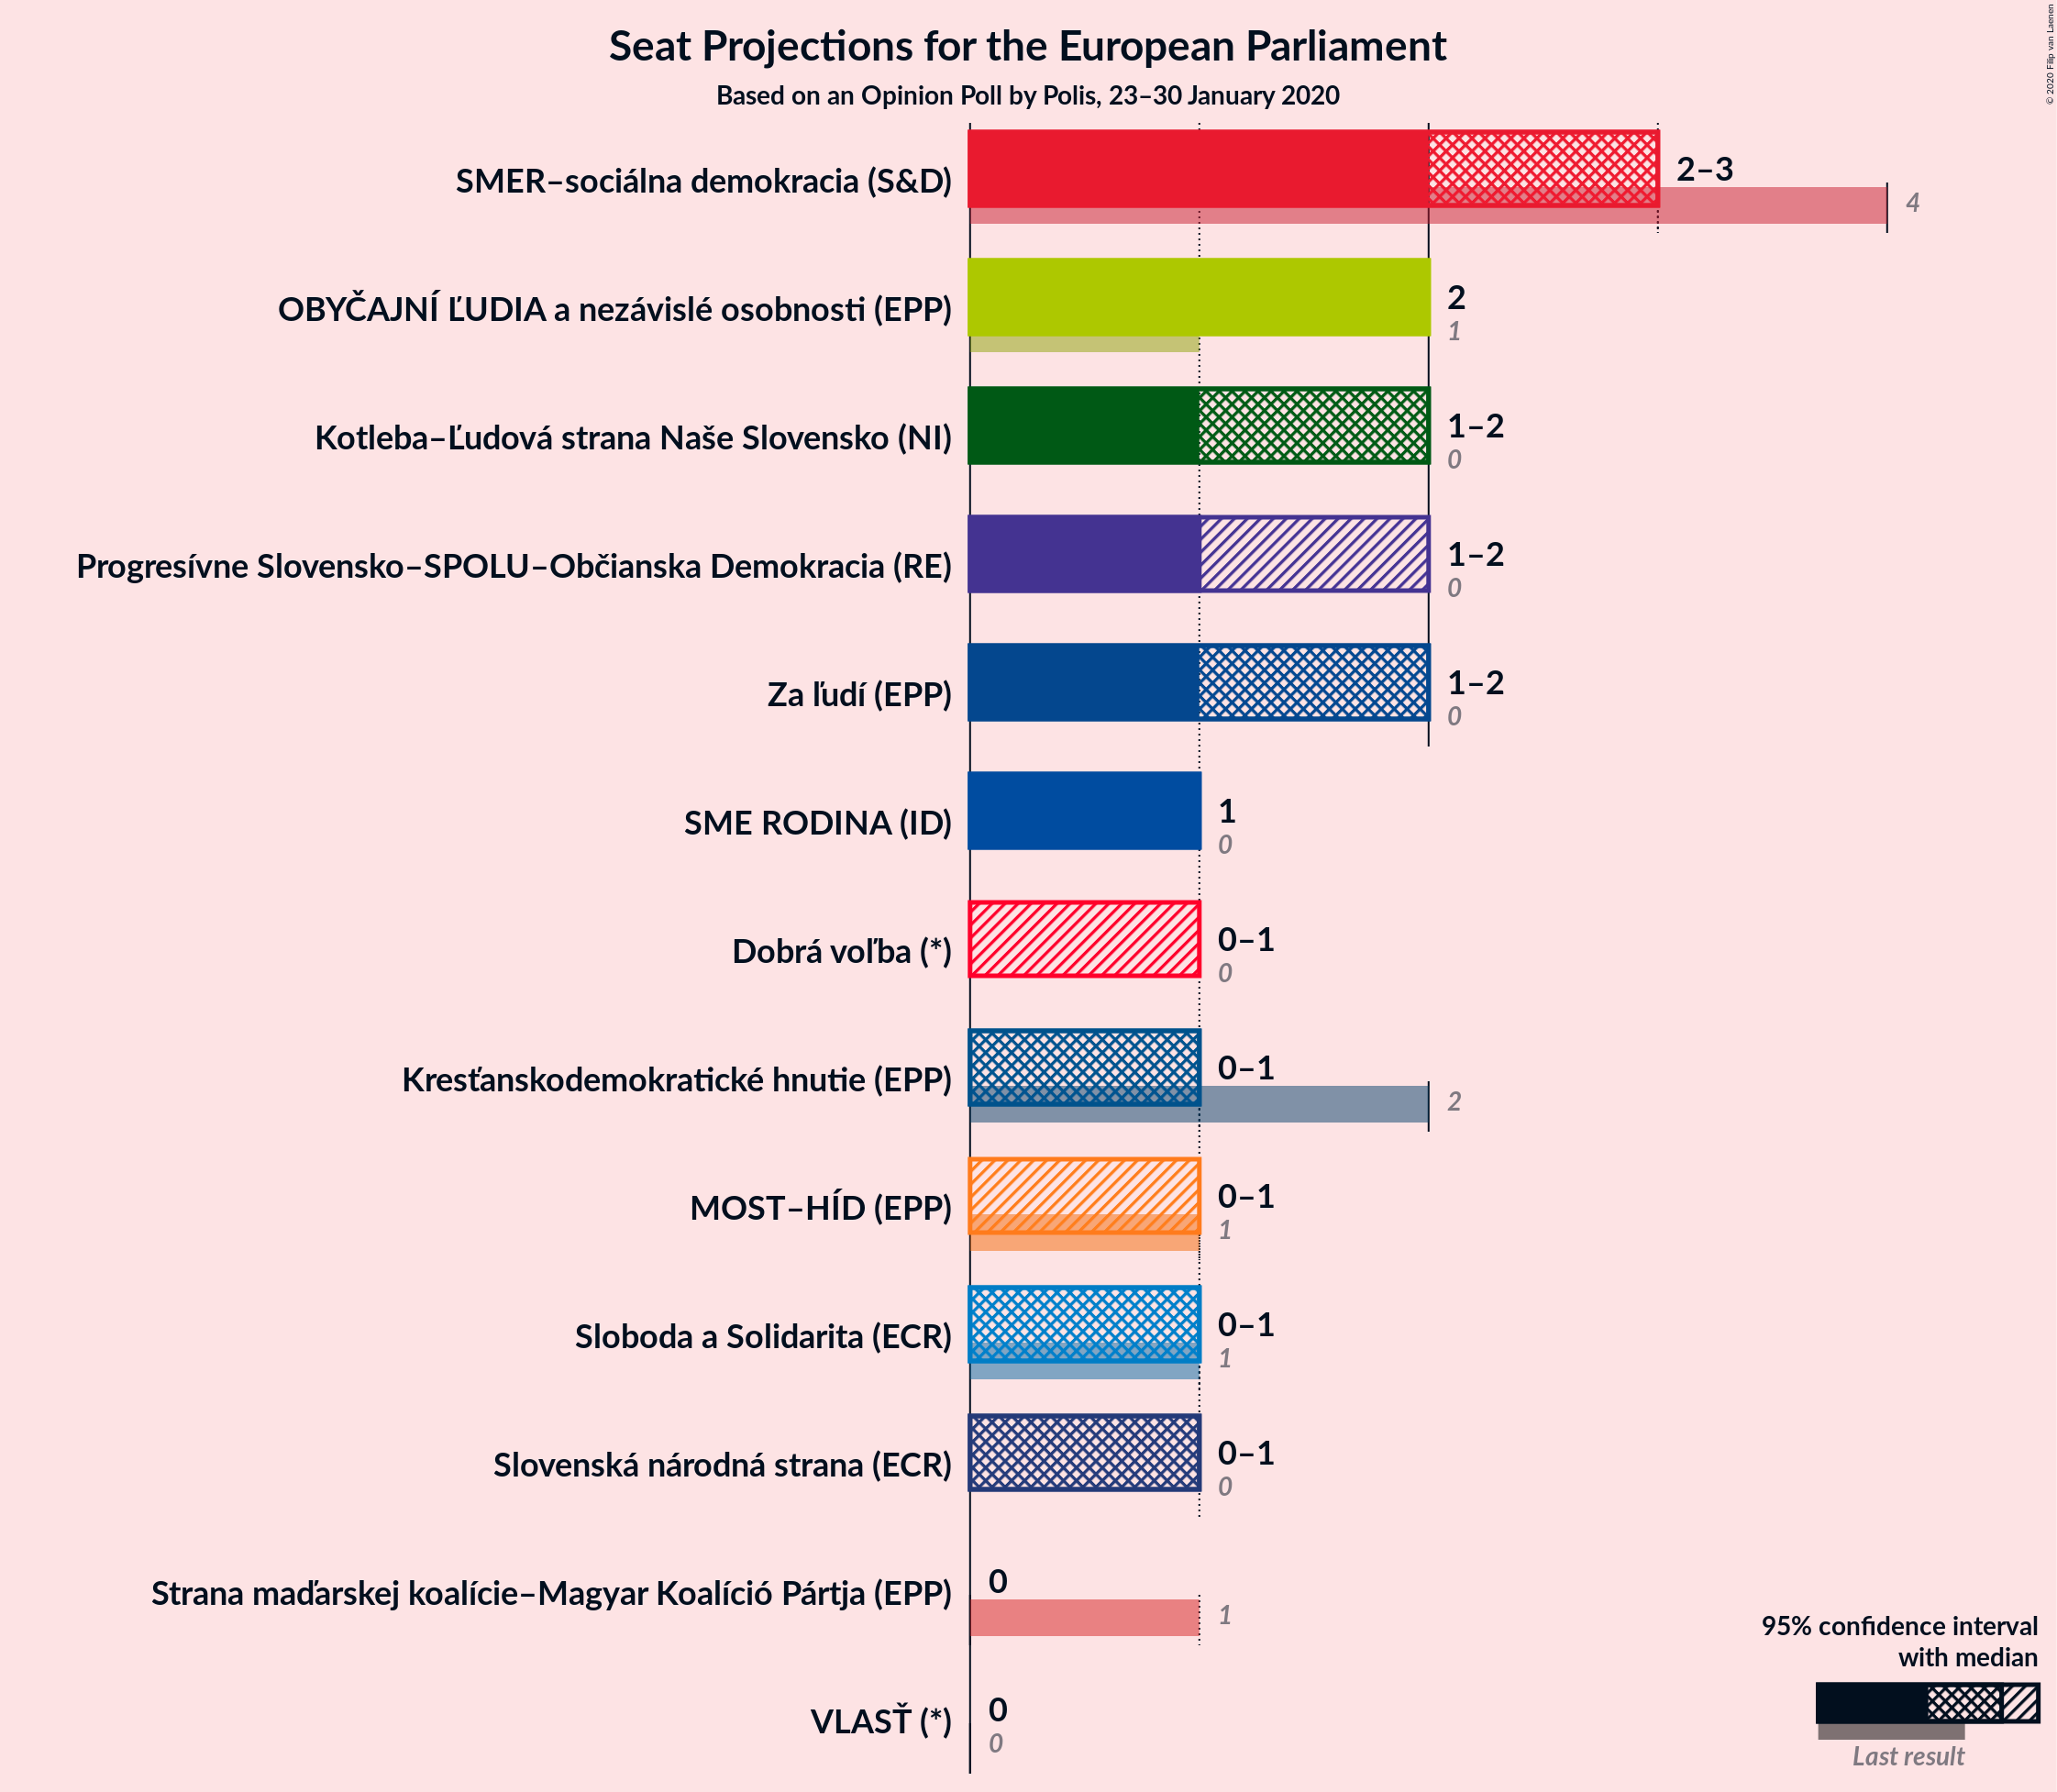 Seat Projections for the European Parliament
Based on an Opinion Poll by Polis, 23–30 January 2020
© 2020 Filip van Laenen
SMER–sociálna demokracia (S&D)
2–3
4
OBYČAJNÍ ĽUDIA a nezávislé osobnosti (EPP)
2
1
Kotleba–Ľudová strana Naše Slovensko (NI)
1–2
0
Progresívne Slovensko–SPOLU–Občianska Demokracia (RE)
1–2
0
Za ľudí (EPP)
1–2
0
SME RODINA (ID)
1
0
Dobrá voľba (*)
0–1
0
Kresťanskodemokratické hnutie (EPP)
0–1
2
MOST–HÍD (EPP)
0–1
1
Sloboda a Solidarita (ECR)
0–1
1
Slovenská národná strana (ECR)
0–1
0
Strana maďarskej koalície–Magyar Koalíció Pártja (EPP)
0
1
VLASŤ (*)
0
0
95% confidence interval
with median
Last result